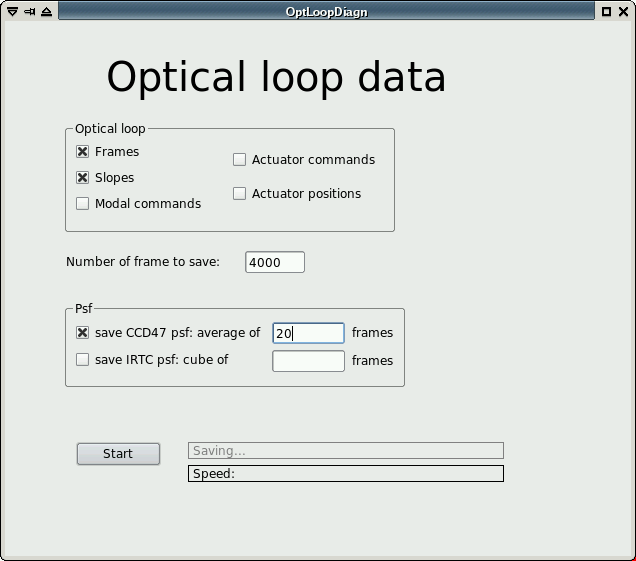 OptLoopDiagn
Optical loop data
Optical loop
Frames
Slopes
Modal commands
Actuator commands
Actuator positions
Number of frame to save: 4000
Psf
save CCD47 psf: average of 20 frames
save IRTC psf: cube of frames
Start
Saving...
Speed: